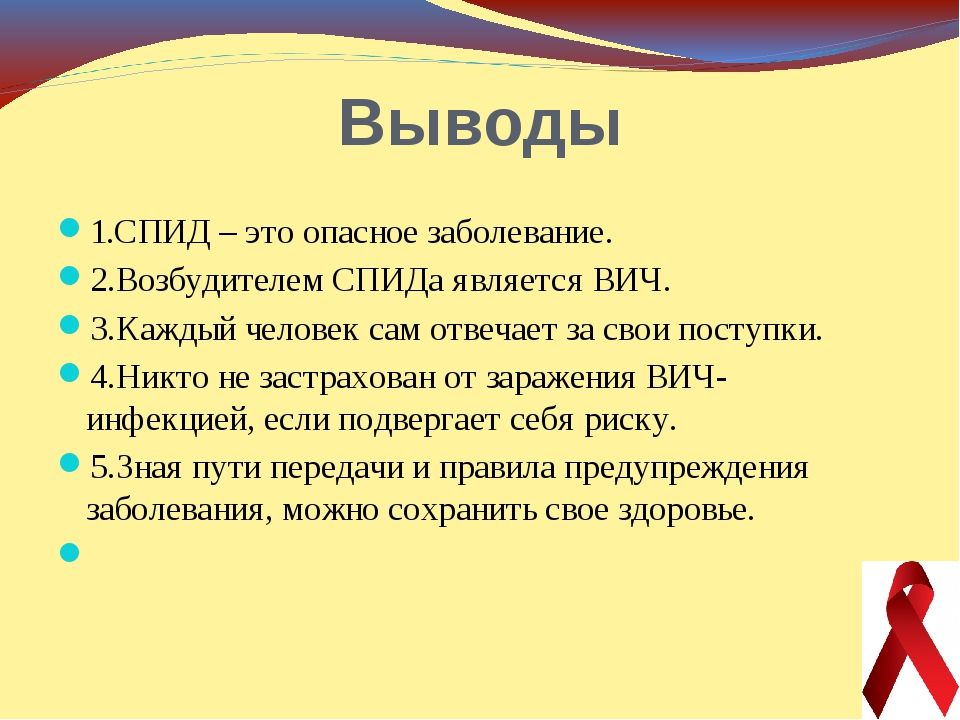 Выводы
1.СПИД – это опасное заболевание.
2.Возбудителем СПИДа является ВИЧ.
3.Каждый человек сам отвечает за свои поступки.
4.Никто не застрахован от заражения ВИЧ-
инфекцией, если подвергает себя риску.
5.Зная пути передачи и правила предупреждения
заболевания, можно сохранить свое здоровье.